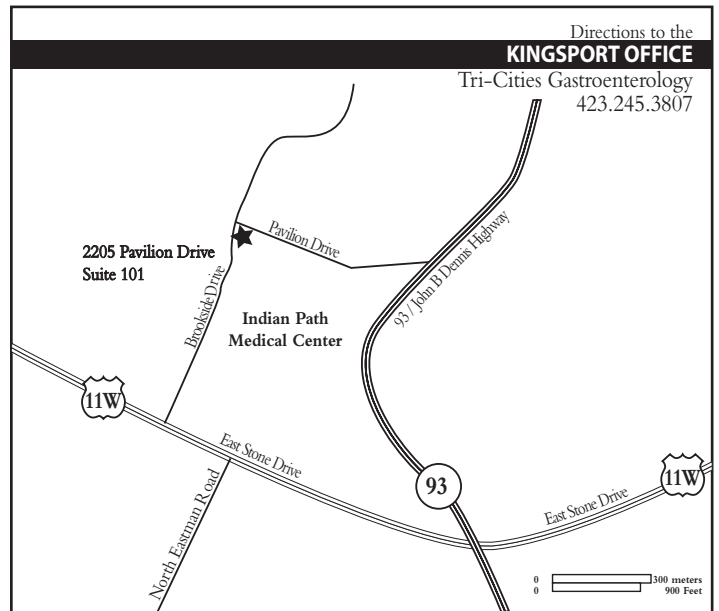 Directions to the
KINGSPORT OFFICE
Tri-Cities Gastroenterology
423.245.3807
Pavilion Drive
2205 Pavilion Drive
Suite 101
93 / John B Dennis Highway
Brookside Drive
Indian Path
Medical Center
11W
East Stone Drive
11W
93
East Stone Drive
North Eastman Road
0 300 meters
0 900 Feet